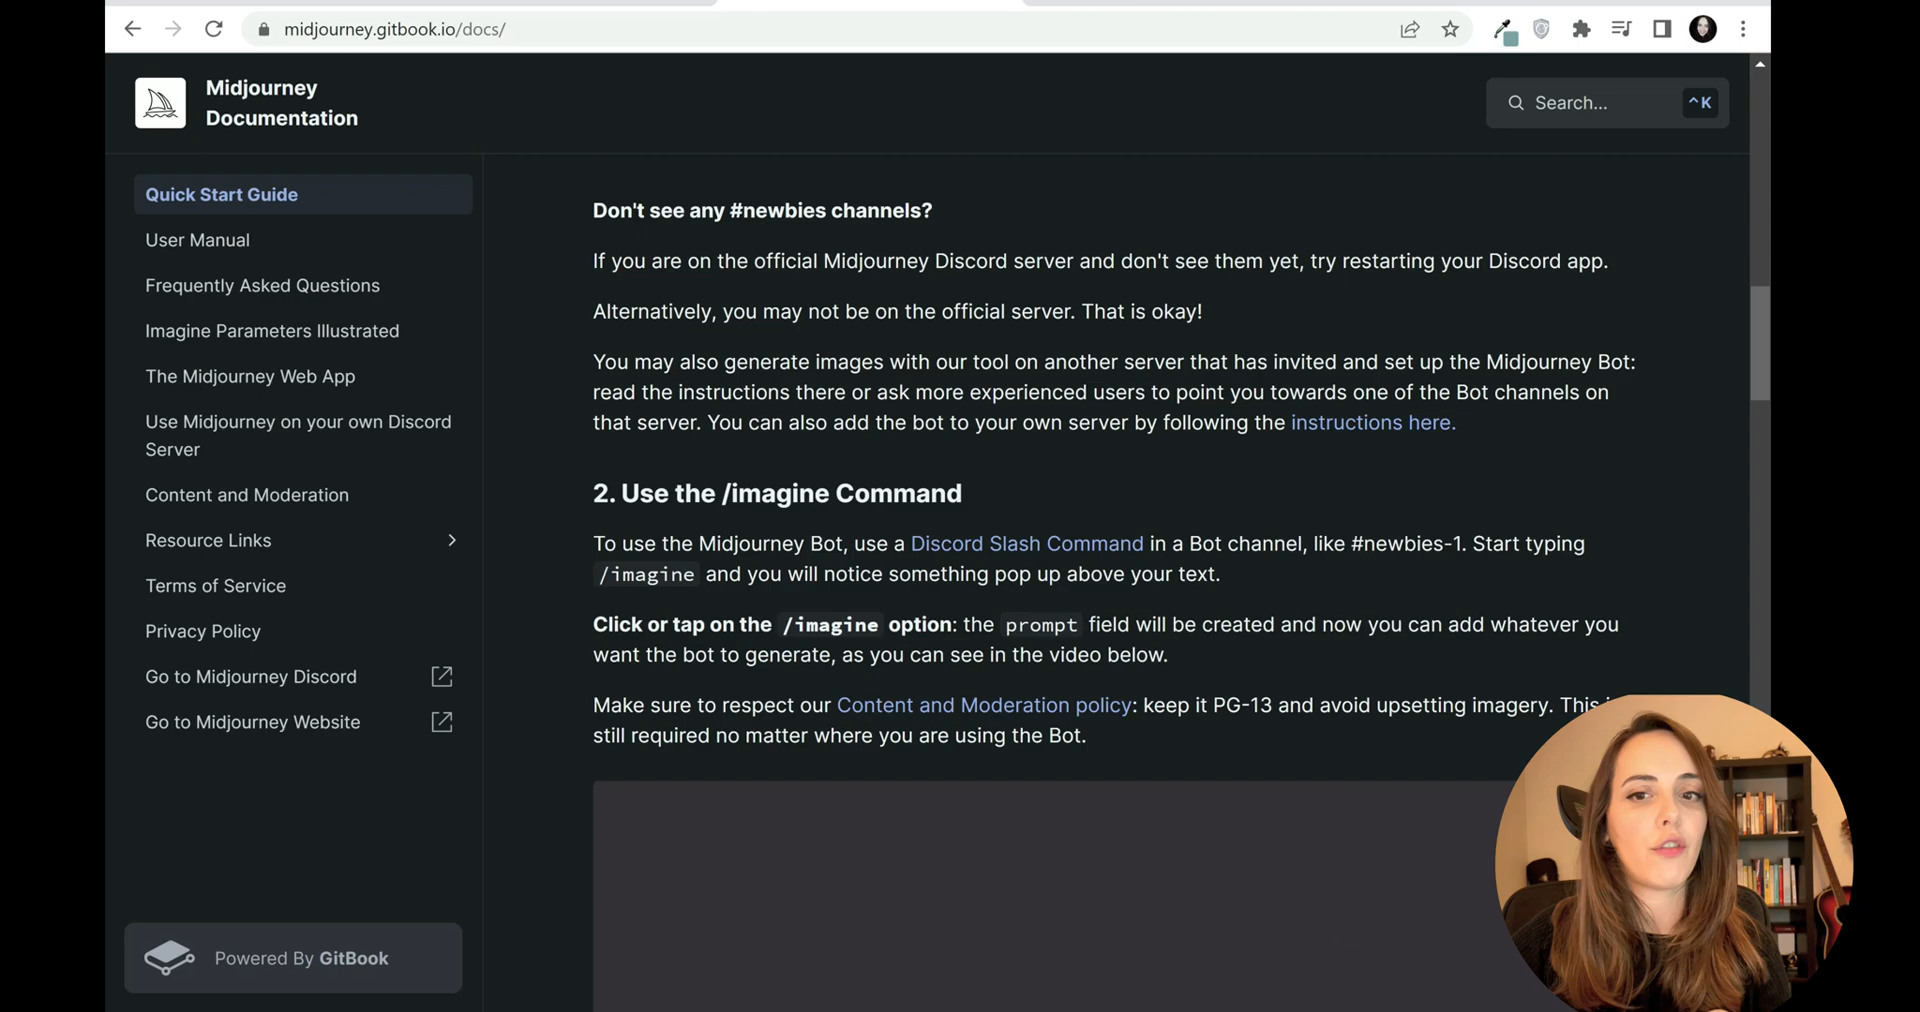 midjourney.gitbook.io/docs/
Midjourney
Documentation
Search...
^K
Quick Start Guide
User Manual
Frequently Asked Questions
Imagine Parameters Illustrated
The Midjourney Web App
Use Midjourney on your own Discord
Server
Content and Moderation
Resource Links
Terms of Service
Privacy Policy
Go to Midjourney Discord
Go to Midjourney Website
Powered By GitBook
Don't see any #newbies channels?
If you are on the official Midjourney Discord server and don't see them yet, try restarting your Discord app.
Alternatively, you may not be on the official server. That is okay!
You may also generate images with our tool on another server that has invited and set up the Midjourney Bot:
read the instructions there or ask more experienced users to point you towards one of the Bot channels on
that server. You can also add the bot to your own server by following the instructions here.
2. Use the /imagine Command
To use the Midjourney Bot, use a Discord Slash Command in a Bot channel, like #newbies-1. Start typing
/imagine and you will notice something pop up above your text.
Click or tap on the /imagine option: the prompt field will be created and now you can add whatever you
want the bot to generate, as you can see in the video below.
Make sure to respect our Content and Moderation policy: keep it PG-13 and avoid upsetting imagery. This
still required no matter where you are using the Bot.